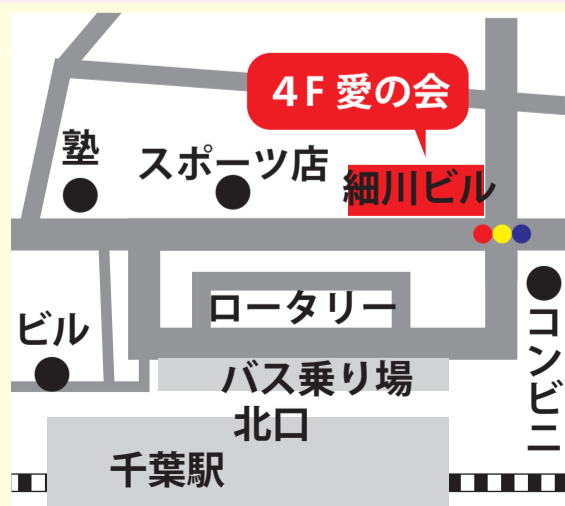 4F 愛の会
塾
スポーツ店
細川ビル
ロータリー
ビル
コンビニ
バス乗り場
北口
千葉駅